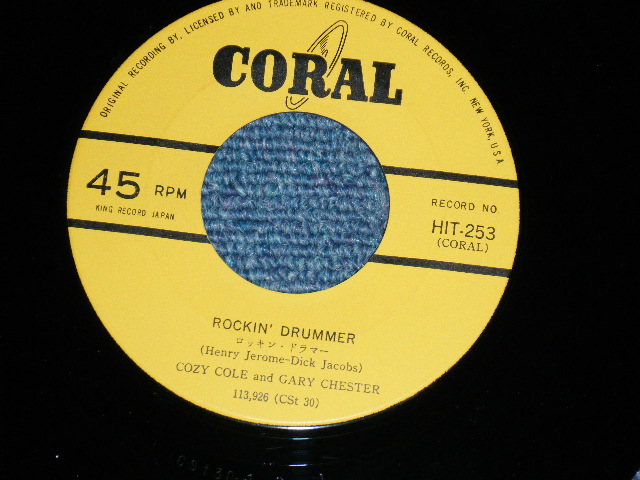 ORIGINAL RECORDING BY, LICENSED BY AND TRADEMARK REGISTERED BY CORAL RECORDS, INC. NEW YORK, U.S.A.
CORAL
45 RPM
KING RECORD JAPAN
RECORD NO.
HIT-253
(CORAL)
ROCKIN' DRUMMER
ロッキン・ドラマー
(Henry Jerome-Dick Jacobs)
COZY COLE and GARY CHESTER
113,926 (CSt 30)